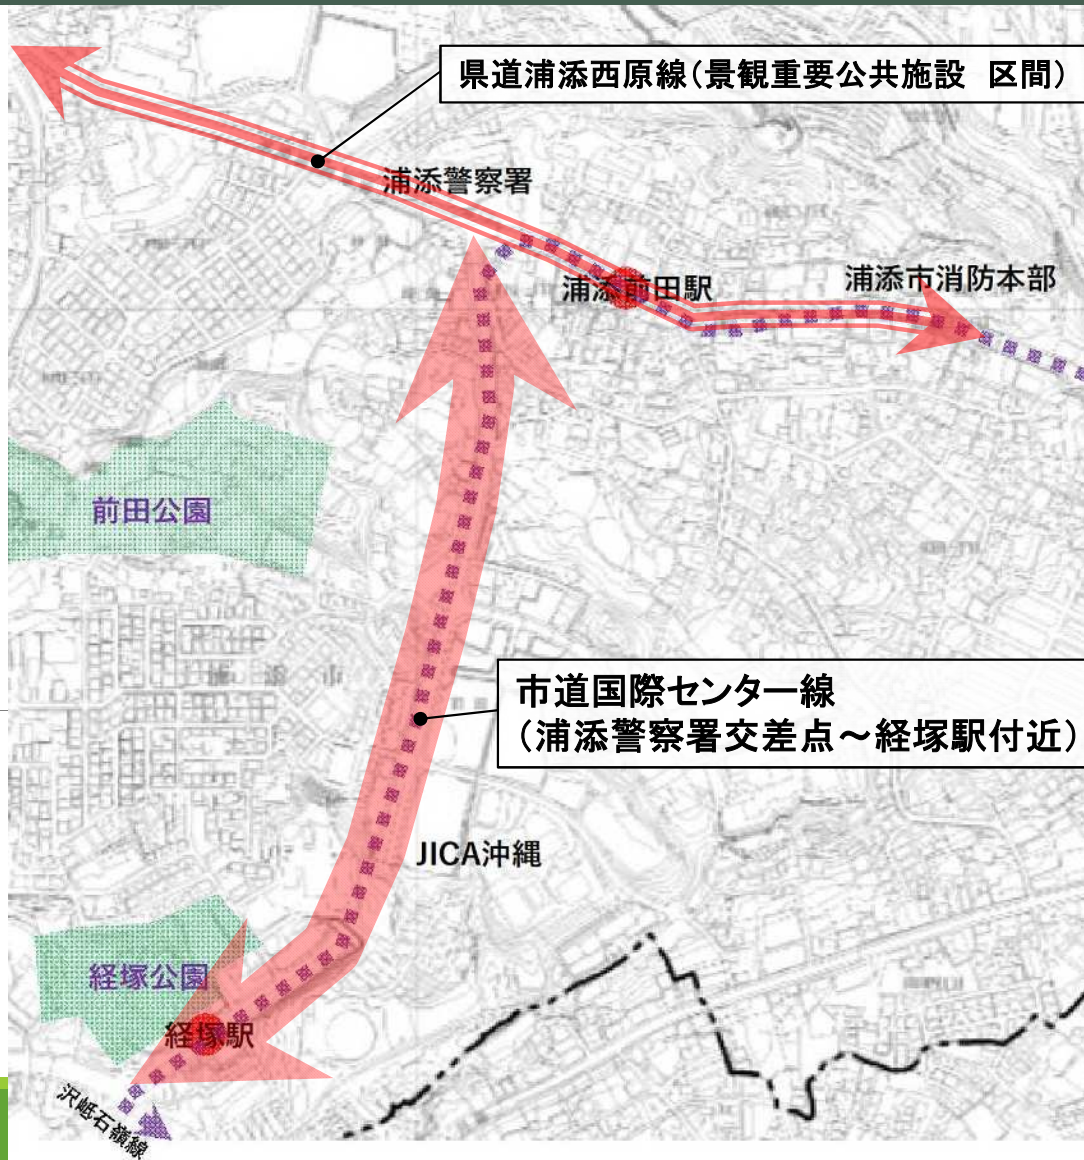 県道浦添西原線（景観重要公共施設　区間）
浦添警察署
浦添前田駅
浦添市消防本部
前田公園
市道国際センター線
（浦添警察署交差点～経塚駅付近）
JICA沖縄
経塚公園
経塚駅
沢岻石嶺線